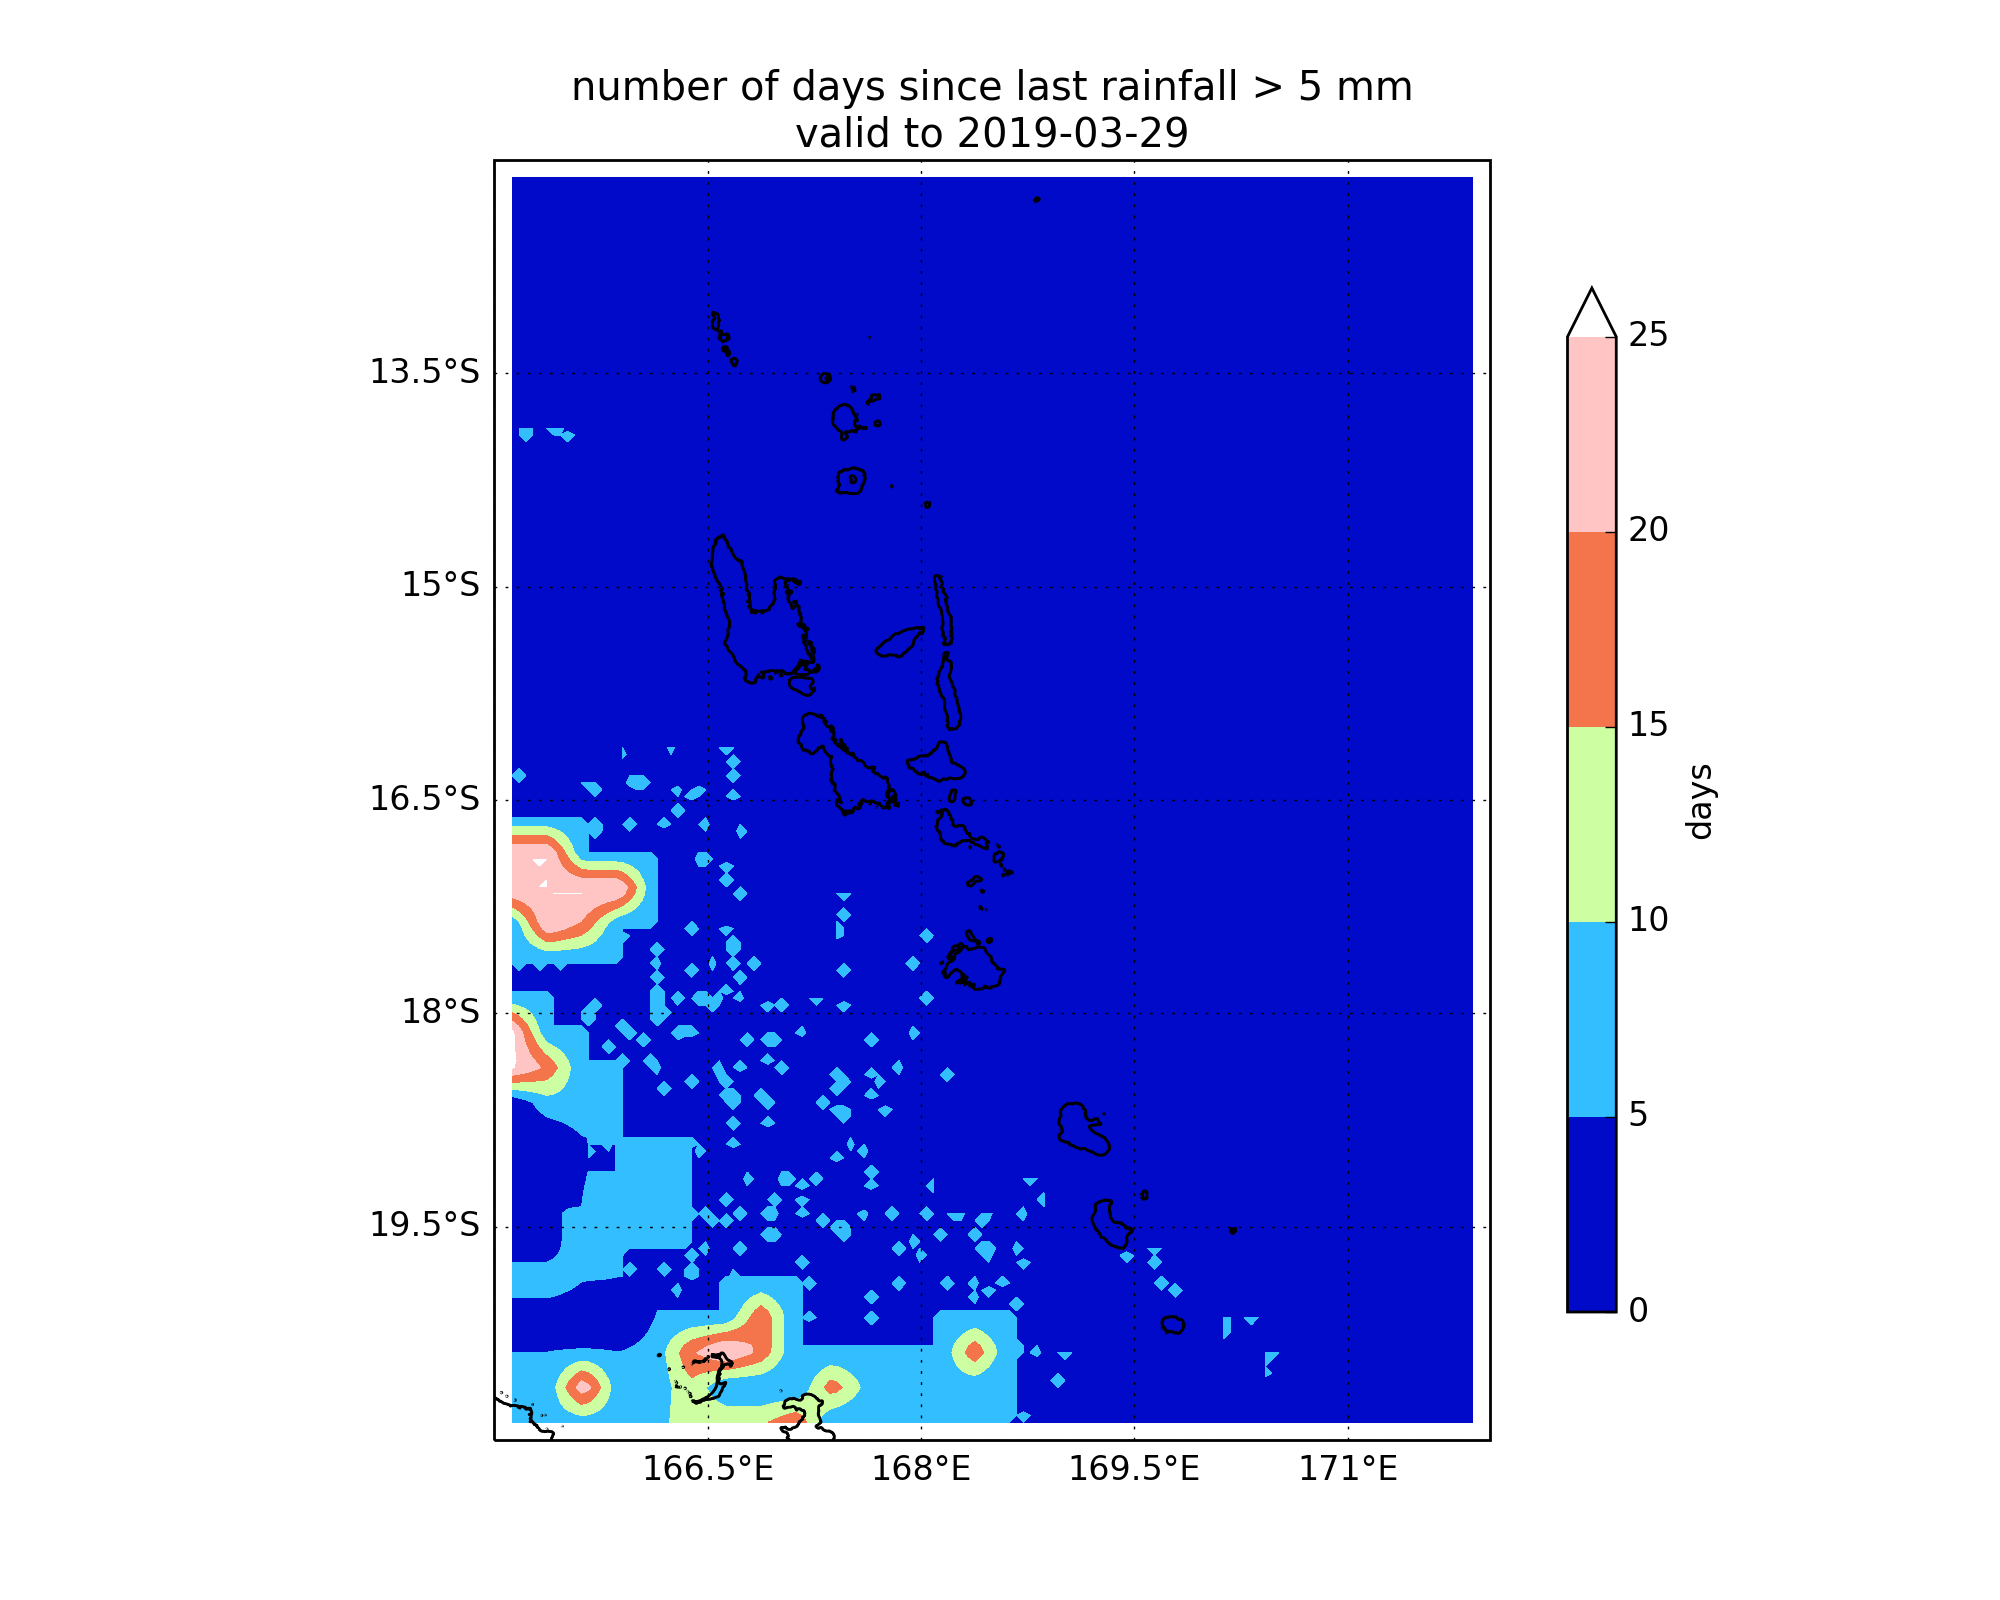 number of days since last rainfall > 5 mm
valid to 2019-03-29
13.5°S
15°S
16.5°S
18°S
19.5°S
166.5°E
168°E
169.5°E
171°E
25
20
15
10
5
0
days